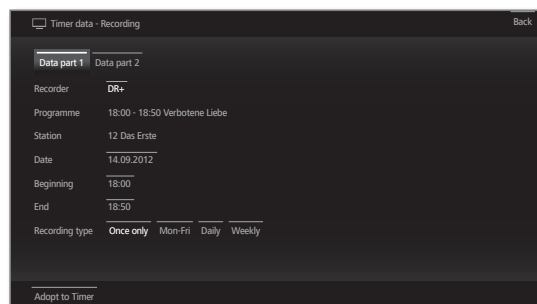 Timer data - Recording Back
Data part 1 Data part 2
Recorder DR+
Programme 18:00 - 18:50 Verbotene Liebe
Station 12 Das Erste
Date 14.09.2012
Beginning 18:00
End 18:50
Recording type Once only Mon-Fri Daily Weekly
Adopt to Timer